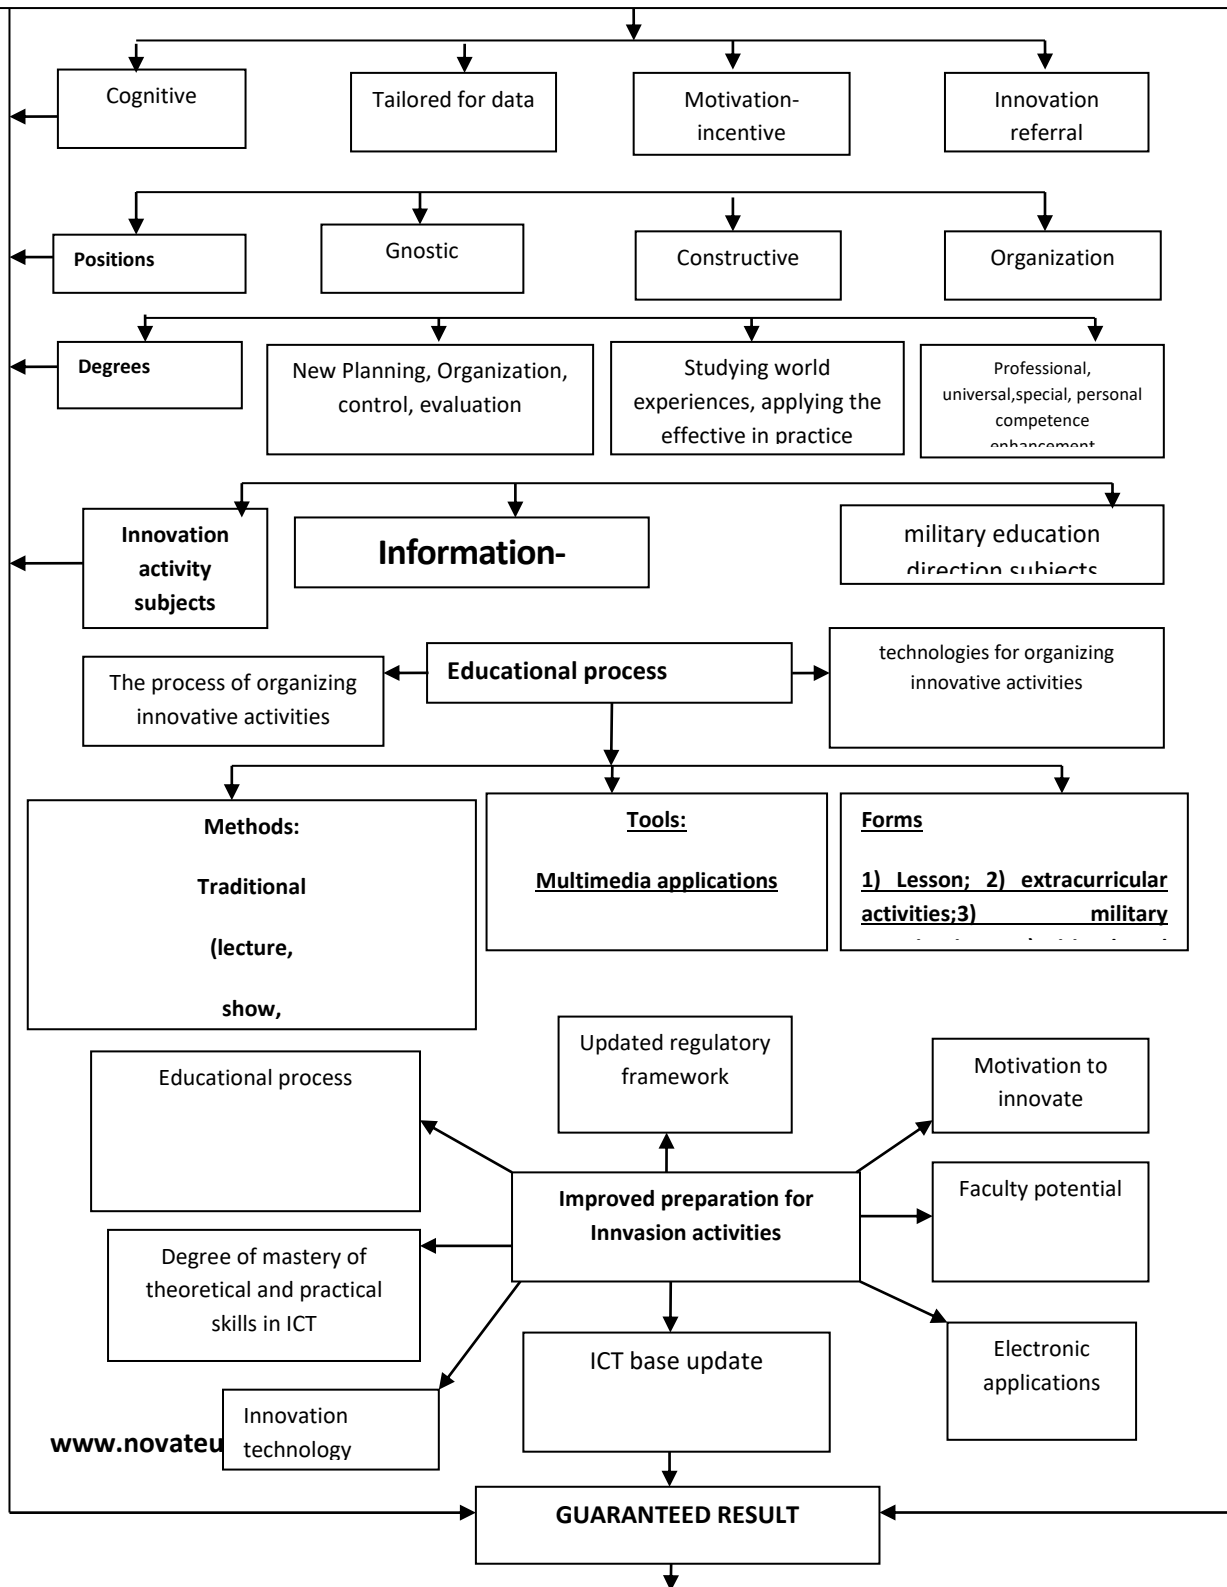 Cognitive
Tailored for data
Motivation-
incentive
Innovation
referral
Positions
Gnostic
Constructive
Organization
Degrees
New Planning, Organization,
control, evaluation
Studying world
experiences, applying the
effective in practice
Professional,
universal,special, personal
competence
enhancement
Innovation
activity
subjects
Information-
military education
direction subjects
The process of organizing
innovative activities
Educational process
technologies for organizing
innovative activities
Methods:
Traditional
(lecture,
show,
Tools:
Multimedia applications
Forms
1) Lesson; 2) extracurricular
activities;3) military
Educational process
Updated regulatory
framework
Motivation to
innovate
Improved preparation for
Innvasion activities
Faculty potential
Degree of mastery of
theoretical and practical
skills in ICT
ICT base update
Electronic
applications
Innovation
technology
www.novateu
GUARANTEED RESULT